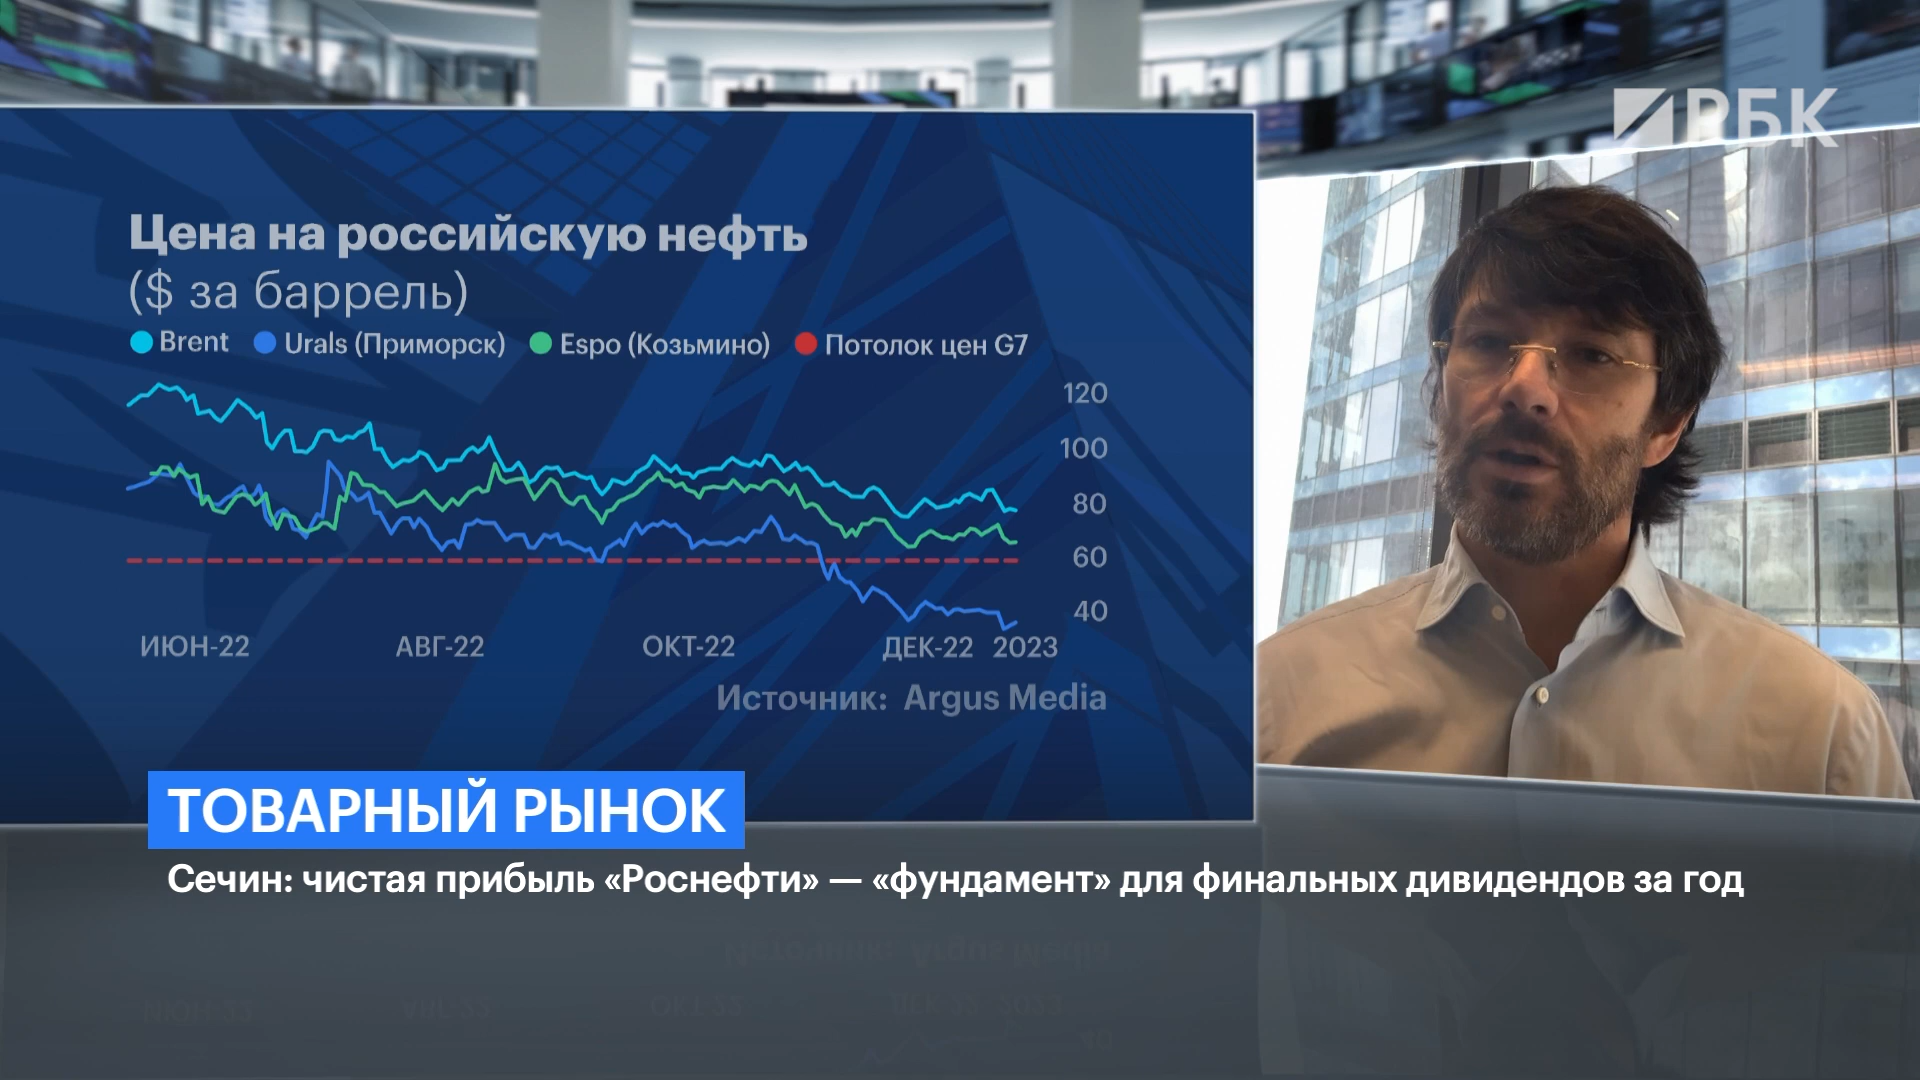 РБК
Цена на российскую нефть
($ за баррель)
Brent Urals (Приморск) Espo (Козьмино) Потолок цен G7
120
100
80
60
40
ИЮН-22 АВГ-22 ОКТ-22 ДЕК-22 2023
Источник: Argus Media
ТОВАРНЫЙ РЫНОК
Сечин: чистая прибыль «Роснефти» — «фундамент» для финальных дивидендов за год